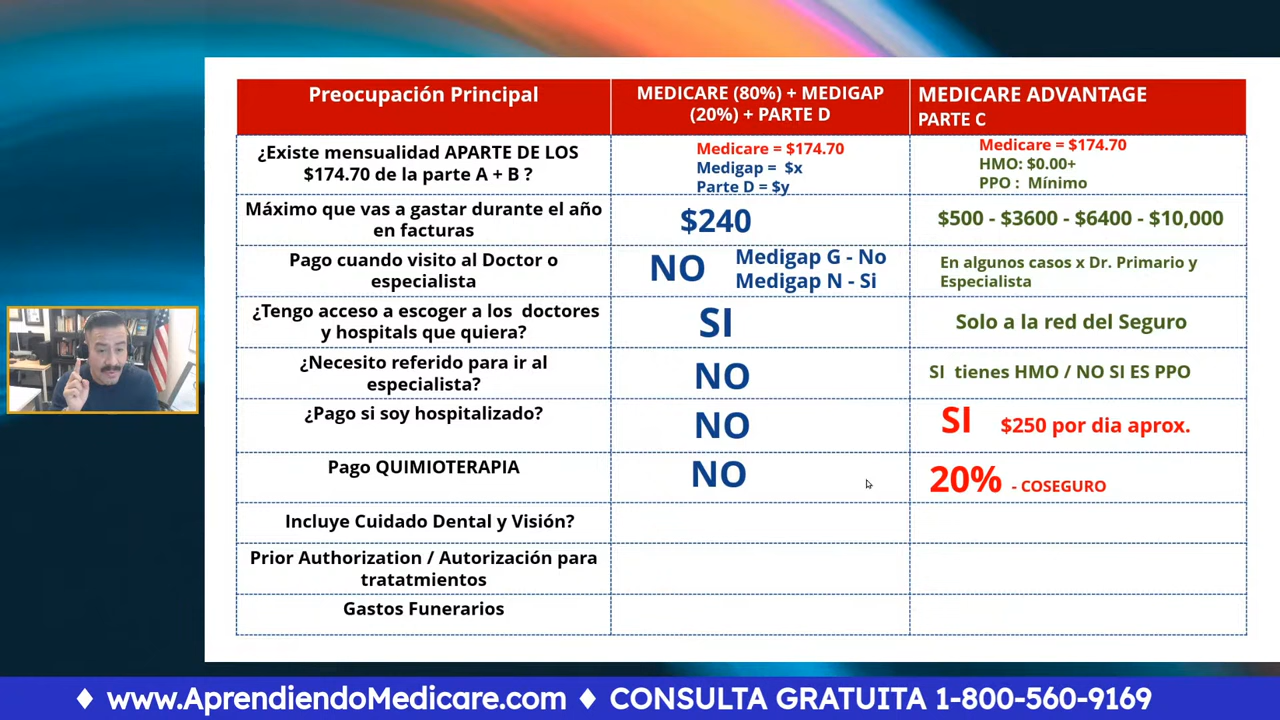 Preocupación Principal
MEDICARE (80%) + MEDIGAP
(20%) + PARTE D
MEDICARE ADVANTAGE
PARTE C
¿Existe mensualidad APARTE DE LOS
$174.70 de la parte A + B ?
Medicare = $174.70
Medigap = $x
Parte D = $y
Medicare = $174.70
HMO: $0.00+
PPO : Mínimo
Máximo que vas a gastar durante el año
en facturas
$240
$500 - $3600 - $6400 - $10,000
Pago cuando visito al Doctor o
especialista
NO
Medigap G - No
Medigap N - Si
En algunos casos x Dr. Primario y
Especialista
¿Tengo acceso a escoger a los doctores
y hospitals que quiera?
SI
Solo a la red del Seguro
¿Necesito referido para ir al
especialista?
NO
SI tienes HMO / NO SI ES PPO
¿Pago si soy hospitalizado?
NO
SI $250 por dia aprox.
Pago QUIMIOTERAPIA
NO
20% - COSEGURO
Incluye Cuidado Dental y Visión?
Prior Authorization / Autorización para
tratatmientos
Gastos Funerarios
♦ www.AprendiendoMedicare.com ♦ CONSULTA GRATUITA 1-800-560-9169